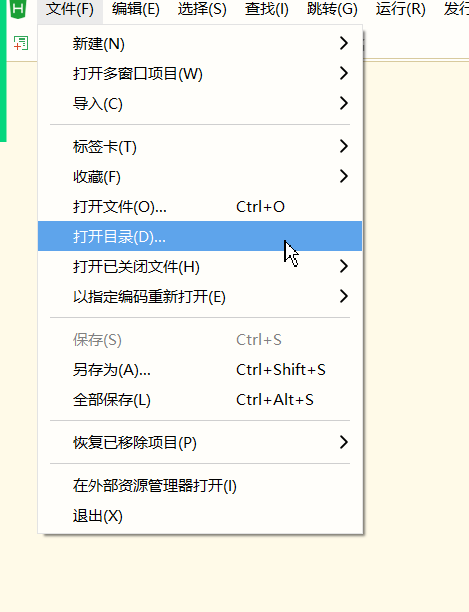 H 文件(F) 编辑(E) 选择(S) 查找(I) 跳转(G) 运行(R) 发行
新建(N)
打开多窗口项目(W)
导入(C)
标签卡(T)
收藏(F)
打开文件(O)... Ctrl+O
打开目录(D)...
打开已关闭文件(H)
以指定编码重新打开(E)
保存(S) Ctrl+S
另存为(A)... Ctrl+Shift+S
全部保存(L) Ctrl+Alt+S
恢复已移除项目(P)
在外部资源管理器打开(I)
退出(X)